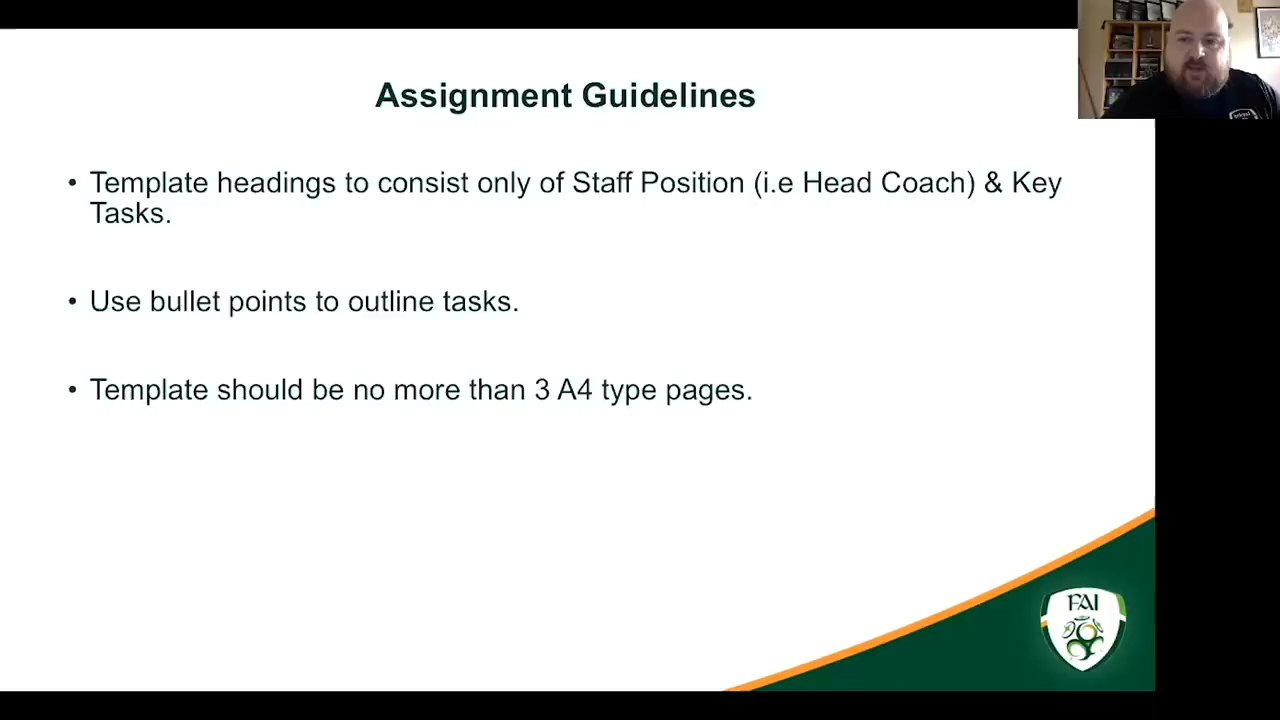 Assignment Guidelines
• Template headings to consist only of Staff Position (i.e Head Coach) & Key
Tasks.
• Use bullet points to outline tasks.
• Template should be no more than 3 A4 type pages.
FAI